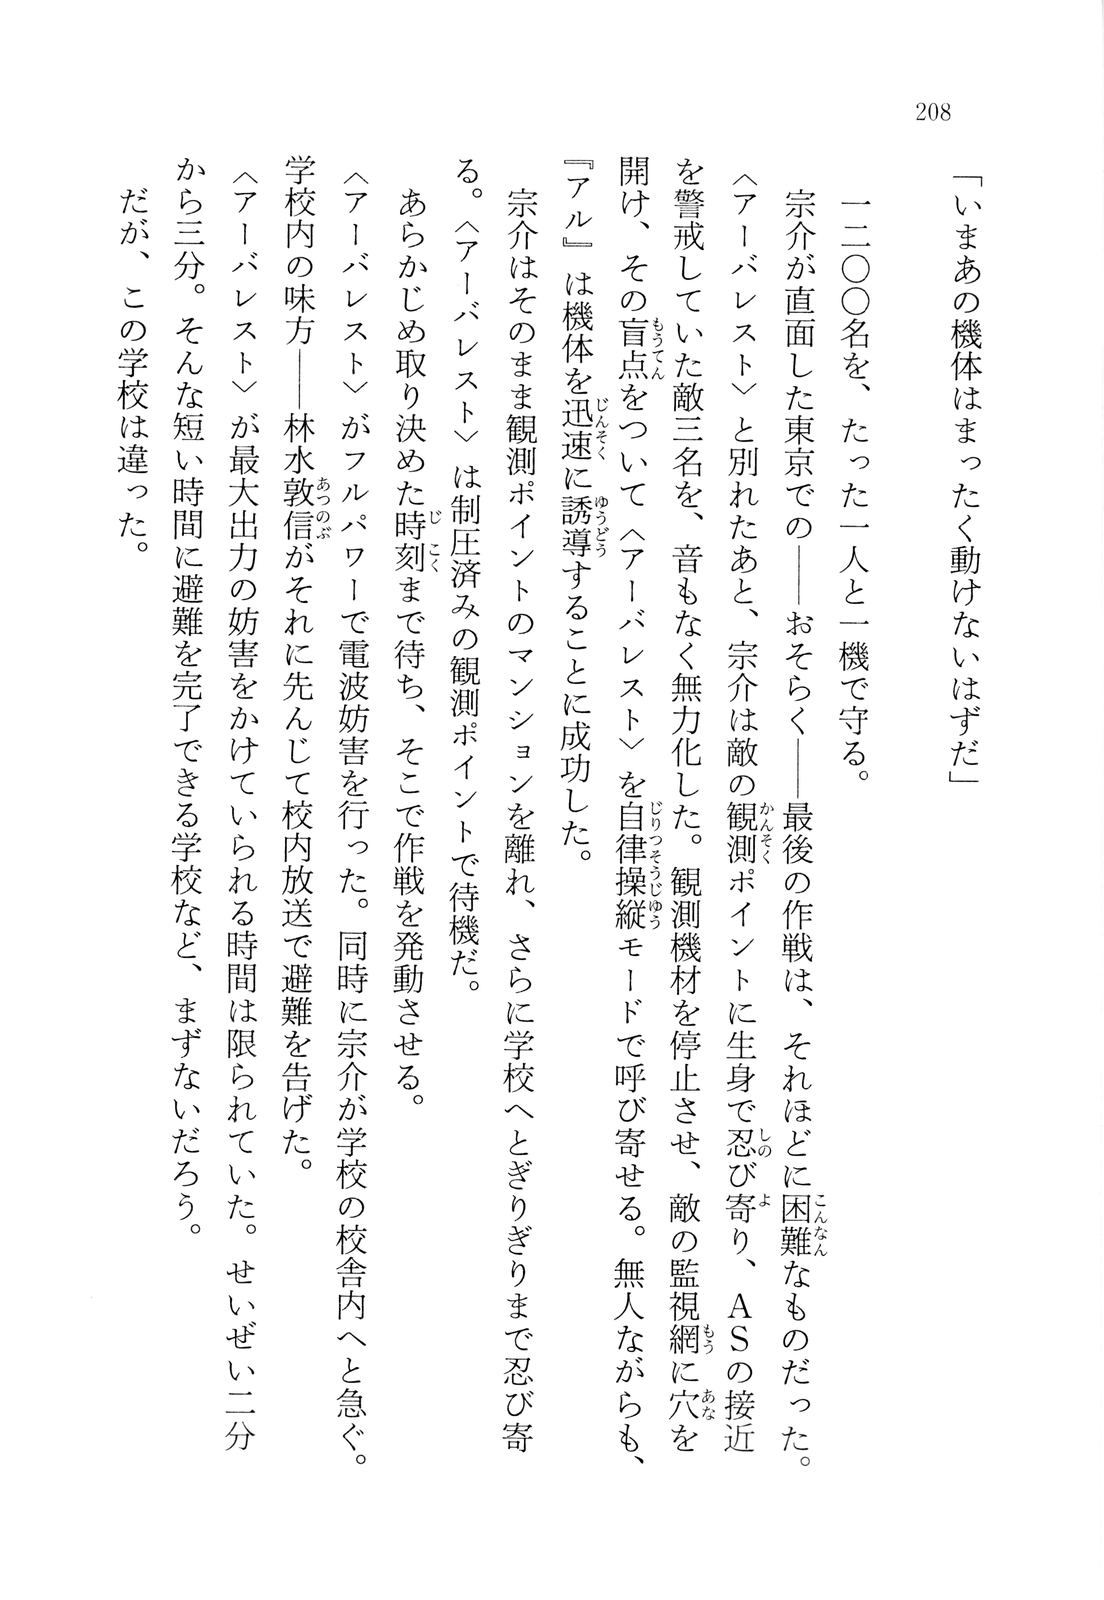 208
「いまあの機体はまったく動けないはずだ」
一二〇〇名を、たった一人と一機で守る。
宗介が直面した東京での――おそらく――最後の作戦は、それほどに困難なものだった。
〈アーバレスト〉と別れたあと、宗介は敵の観測ポイントに生身で忍び寄り、ASの接近
を警戒していた敵三名を、音もなく無力化した。観測機材を停止させ、敵の監視網に穴を
開け、その盲点をついて〈アーバレスト〉を自律操縦モードで呼び寄せる。無人ながらも、
『アル』は機体を迅速に誘導することに成功した。
宗介はそのまま観測ポイントのマンションを離れ、さらに学校へとぎりぎりまで忍び寄
る。〈アーバレスト〉は制圧済みの観測ポイントで待機だ。
あらかじめ取り決めた時刻まで待ち、そこで作戦を発動させる。
〈アーバレスト〉がフルパワーで電波妨害を行った。同時に宗介が学校の校舎内へと急ぐ。
学校内の味方――林水敦信がそれに先んじて校内放送で避難を告げた。
〈アーバレスト〉が最大出力の妨害をかけていられる時間は限られていた。せいぜい二分
から三分。そんな短い時間に避難を完了できる学校など、まずないだろう。
だが、この学校は違った。